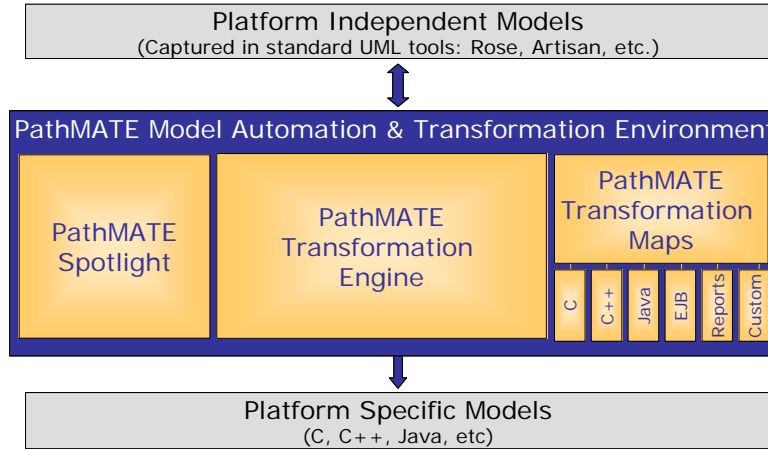 Platform Independent Models
(Captured in standard UML tools: Rose, Artisan, etc.)
PathMATE Model Automation & Transformation Environment
PathMATE
Spotlight
PathMATE
Transformation
Engine
PathMATE
Transformation
Maps
C
C++
Java
EJB
Reports
Custom
Platform Specific Models
(C, C++, Java, etc)